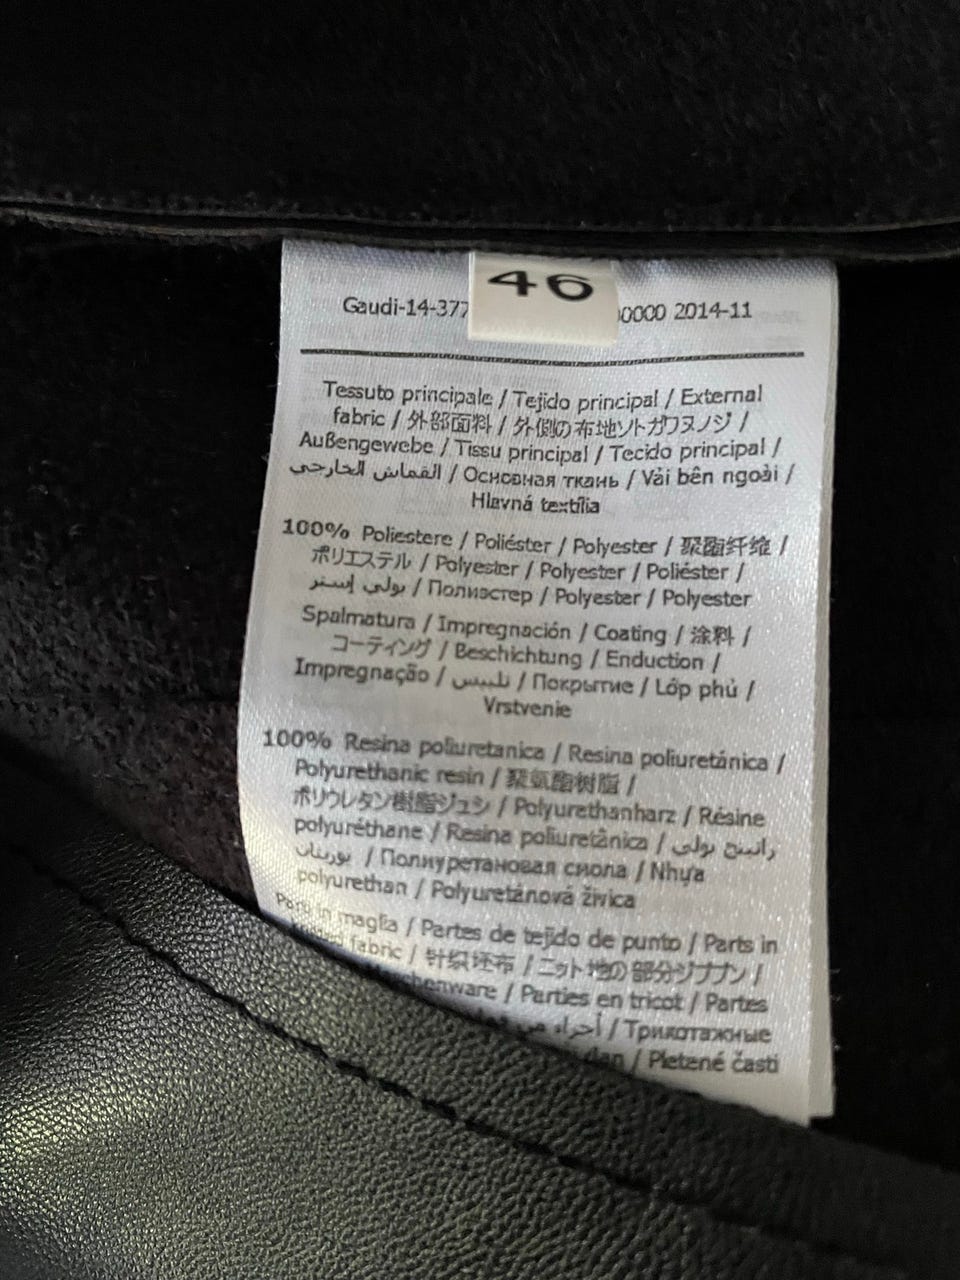 46
Gaudi-14-377 0000 2014-11
Tessuto principale / Tejido principal / External
fabric / 外部面料 / 外側の布地ソトガワヌノジ /
Außengewebe / Tissu principal / Tecido principal /
القماش الخارجي / Основная ткань / Vải bên ngoài /
Hlavná textília
100% Poliestere / Poliéster / Polyester / 聚酯纤维 /
ポリエステル / Polyester / Polyester / Poliéster /
بولي إستر / Полиэстер / Polyester / Polyester
Spalmatura / Impregnación / Coating / 涂料 /
コーティング / Beschichtung / Enduction /
Impregnação / تلبيس / Покрытие / Lớp phủ /
Vrstvenie
100% Resina poliuretanica / Resina poliuretánica /
Polyurethanic resin / 聚氨酯树脂 /
ポリウレタン樹脂ジュシ / Polyurethanharz / Résine
polyuréthane / Resina poliuretânica / راتينج بولي
يوريثان / Полиуретановая смола / Nhựa
polyurethan / Polyuretánová živica
Parti in maglia / Partes de tejido de punto / Parts in
fabric / 针织坯布 / ニット地の部分ジブブン /
/ Parties en tricot / Partes
أجزاء من / Трикотажные
/ Pletené časti